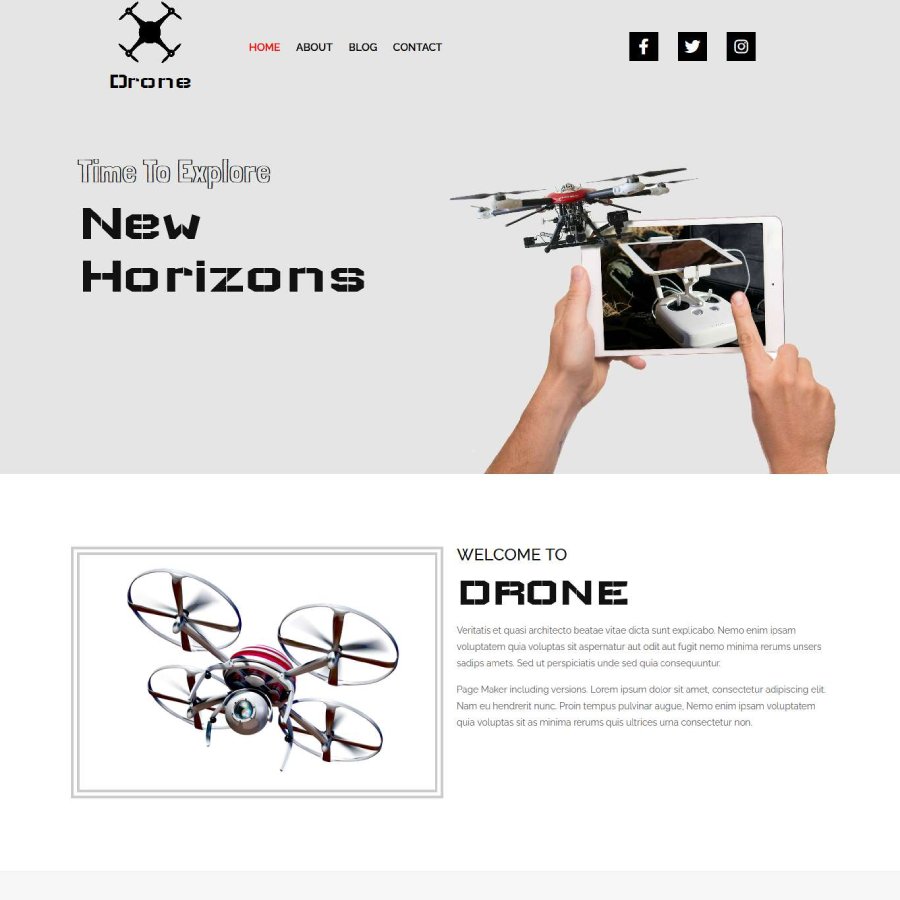 Drone
HOME ABOUT BLOG CONTACT
Time To Explore
New
Horizons
WELCOME TO
DRONE
Veritatis et quasi architecto beatae vitae dicta sunt explicabo. Nemo enim ipsam
voluptatem quia voluptas sit aspernatur aut odit aut fugit nemo minima rerums unsers
sadips amets. Sed ut perspiciatis unde sed quia consequuntur.
Page Maker including versions. Lorem ipsum dolor sit amet, consectetur adipiscing elit.
Nam eu hendrerit nunc. Proin tempus pulvinar augue, Nemo enim ipsam voluptatem
quia voluptas sit as minima rerums quis ultrices urna consectetur non.